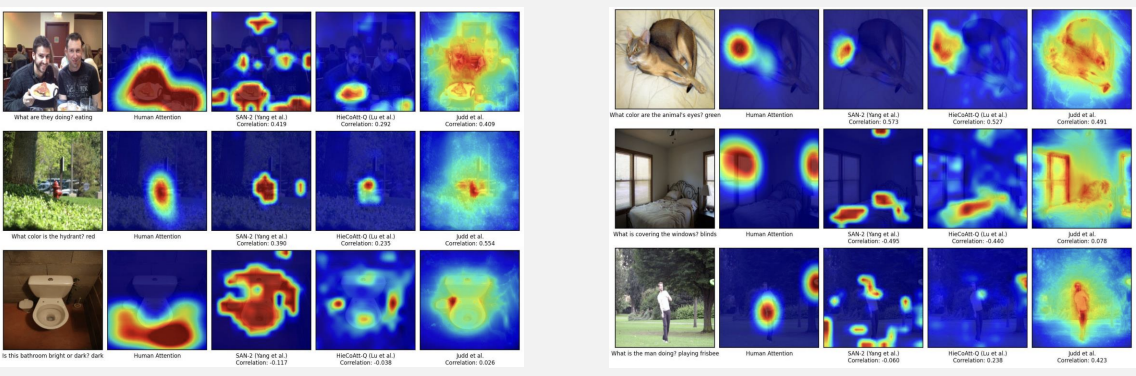 What are they doing? eating
Human Attention
SAN-2 (Yang et al.)
Correlation: 0.419
HieCoAtt-Q (Lu et al.)
Correlation: 0.292
Judd et al.
Correlation: 0.409
What color is the hydrant? red
Human Attention
SAN-2 (Yang et al.)
Correlation: 0.390
HieCoAtt-Q (Lu et al.)
Correlation: 0.235
Judd et al.
Correlation: 0.554
Is this bathroom bright or dark? dark
Human Attention
SAN-2 (Yang et al.)
Correlation: -0.117
HieCoAtt-Q (Lu et al.)
Correlation: -0.038
Judd et al.
Correlation: 0.026
What color are the animal's eyes? green
Human Attention
SAN-2 (Yang et al.)
Correlation: 0.573
HieCoAtt-Q (Lu et al.)
Correlation: 0.527
Judd et al.
Correlation: 0.491
What is covering the windows? blinds
Human Attention
SAN-2 (Yang et al.)
Correlation: -0.495
HieCoAtt-Q (Lu et al.)
Correlation: -0.440
Judd et al.
Correlation: 0.078
What is the man doing? playing frisbee
Human Attention
SAN-2 (Yang et al.)
Correlation: -0.060
HieCoAtt-Q (Lu et al.)
Correlation: 0.238
Judd et al.
Correlation: 0.423